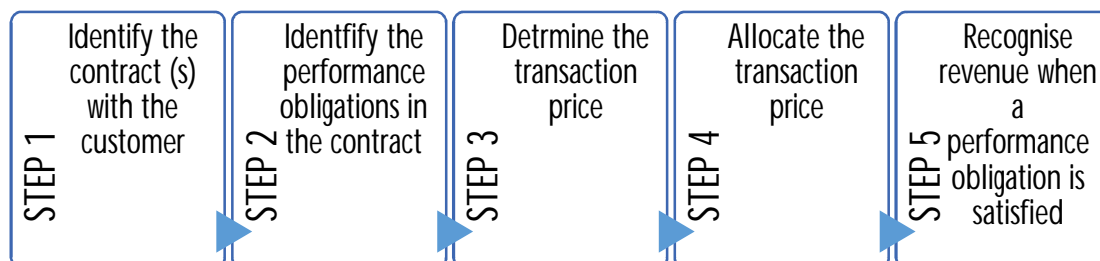 STEP 1
Identify the
contract (s)
with the
customer
STEP 2
Identfify the
performance
obligations in
the contract
STEP 3
Detrmine the
transaction
price
STEP 4
Allocate the
transaction
price
STEP 5
Recognise
revenue when
a
performance
obligation is
satisfied